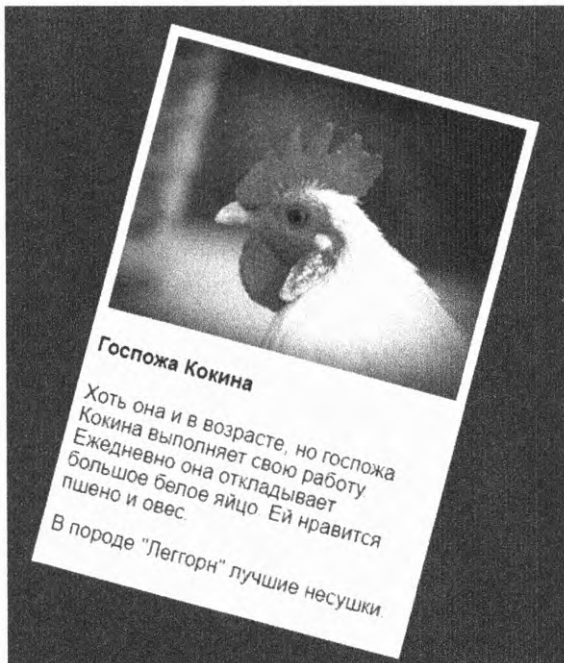 Госпожа Кокина
Хоть она и в возрасте, но госпожа
Кокина выполняет свою работу.
Ежедневно она откладывает
большое белое яйцо. Ей нравится
пшено и овес.
В породе "Леггорн" лучшие несушки.